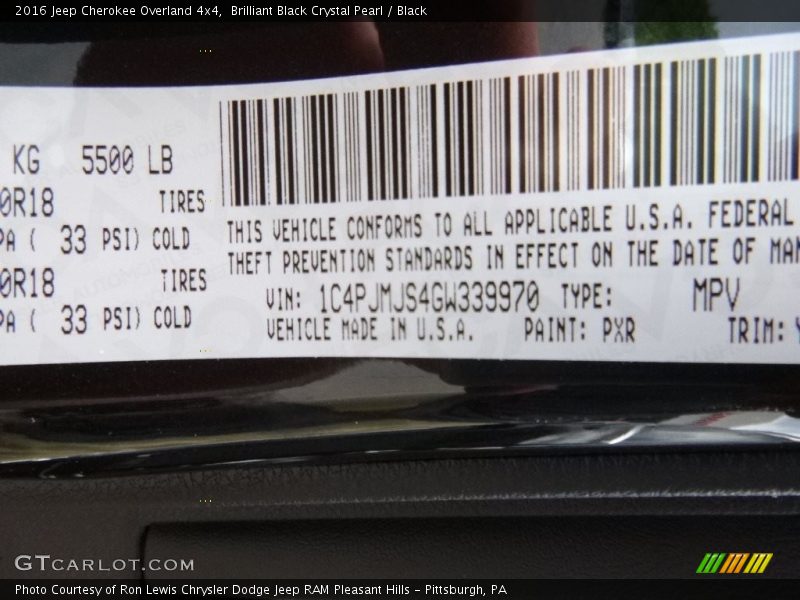 2016 Jeep Cherokee Overland 4x4,  Brilliant Black Crystal Pearl / Black
KG 5500 LB
0R18 TIRES
PA ( 33 PSI) COLD
0R18 TIRES
PA ( 33 PSI) COLD
THIS VEHICLE CONFORMS TO ALL APPLICABLE U.S.A. FEDERAL
THEFT PREVENTION STANDARDS IN EFFECT ON THE DATE OF MAN
VIN: 1C4PJMJS4GW339970 TYPE: MPV
VEHICLE MADE IN U.S.A. PAINT: PXR TRIM:
GTCARLOT.COM
Photo Courtesy of Ron Lewis Chrysler Dodge Jeep RAM Pleasant Hills - Pittsburgh, PA